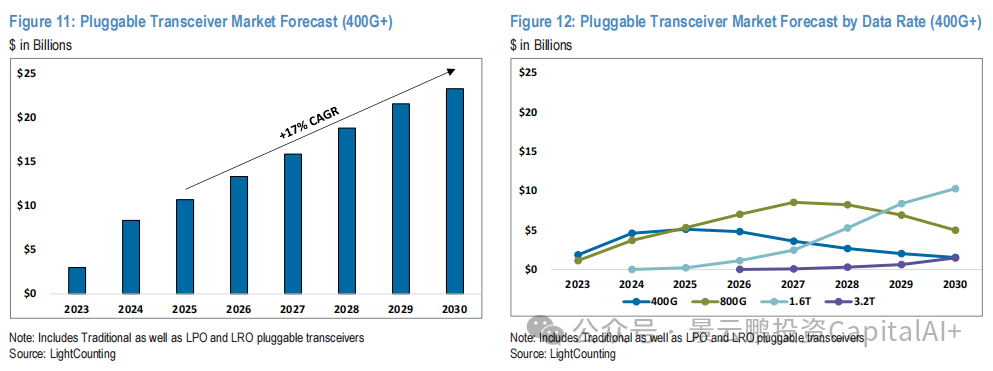 Figure 11: Pluggable Transceiver Market Forecast (400G+)
$ in Billions
$25
$20
$15
$10
$5
$0
+17% CAGR
2023 2024 2025 2026 2027 2028 2029 2030
Note: Includes Traditional as well as LPO and LRO pluggable transceivers
Source: LightCounting
Figure 12: Pluggable Transceiver Market Forecast by Data Rate (400G+)
$ in Billions
$25
$20
$15
$10
$5
$0
2023 2024 2025 2026 2027 2028 2029 2030
400G 800G 1.6T 3.2T
Note: Includes Traditional as well as LPO and LRO pluggable transceivers
Source: LightCounting
公众号 · 景云鹏投资CapitalAI+